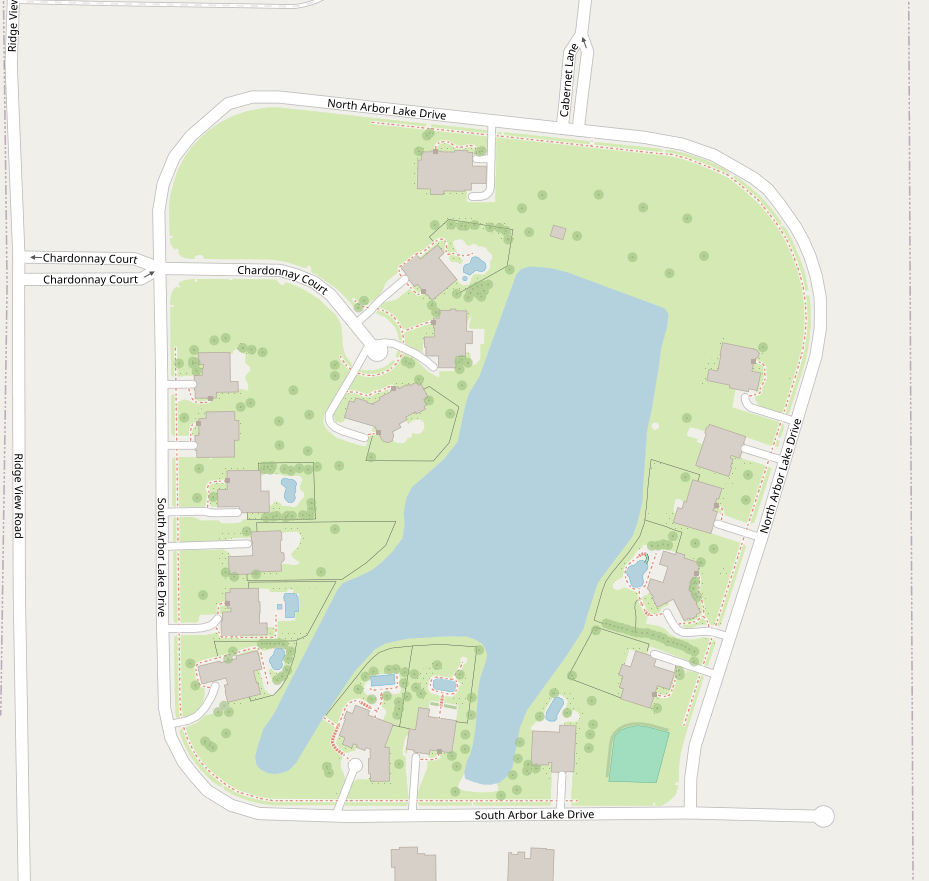 Ridge View
Cabernet Lane
North Arbor Lake Drive
Chardonnay Court
Chardonnay Court
Chardonnay Court
North Arbor Lake Drive
Ridge View Road
South Arbor Lake Drive
South Arbor Lake Drive